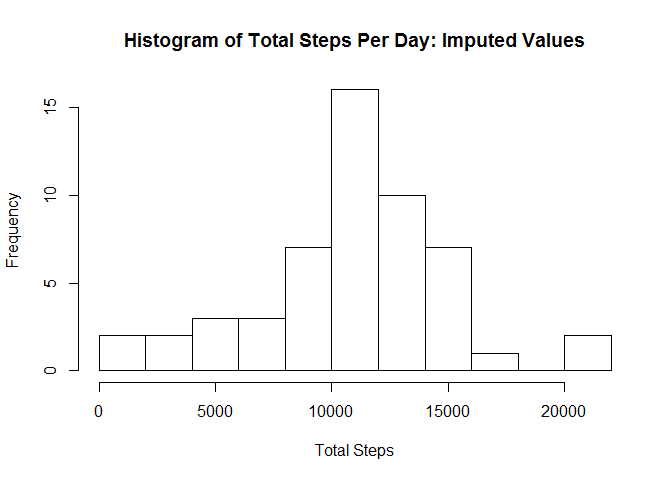 Histogram of Total Steps Per Day: Imputed Values
Frequency
15
10
5
0
0 5000 10000 15000 20000
Total Steps